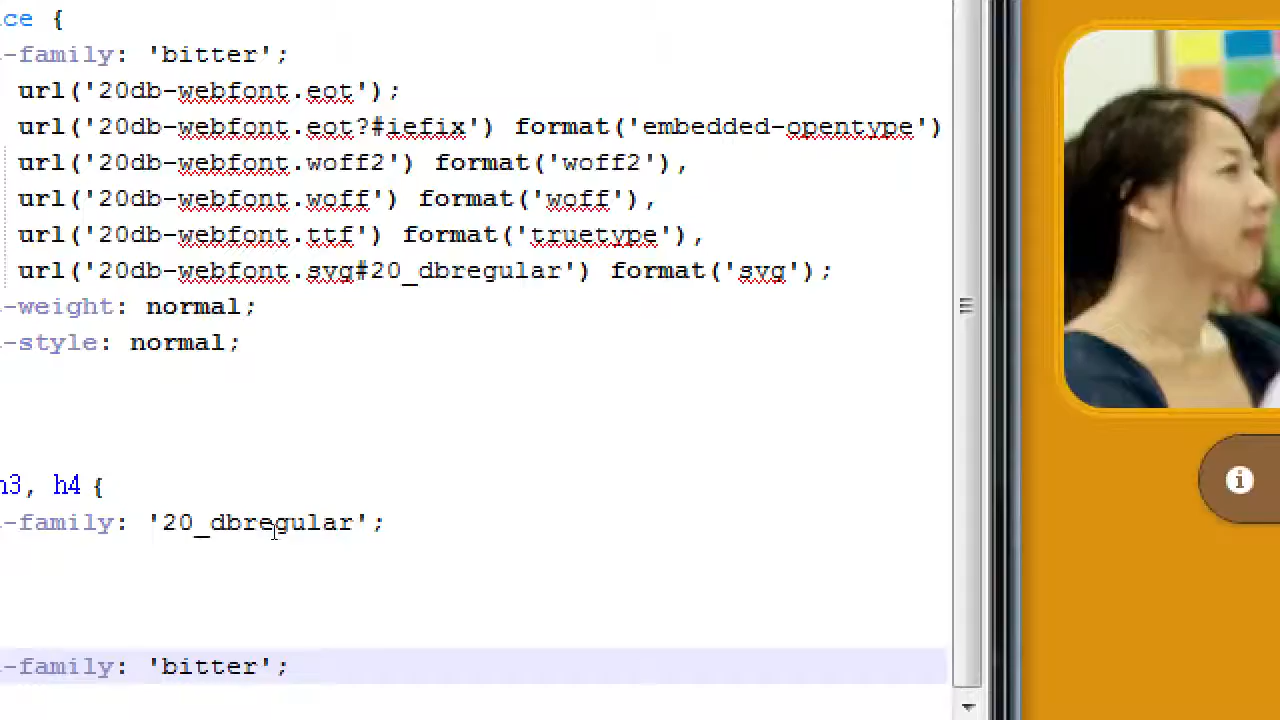 ce {
-family: 'bitter';
url('20db-webfont.eot');
url('20db-webfont.eot?#iefix') format('embedded-opentype')
url('20db-webfont.woff2') format('woff2'),
url('20db-webfont.woff') format('woff'),
url('20db-webfont.ttf') format('truetype'),
url('20db-webfont.svg#20_dbregular') format('svg');
-weight: normal;
-style: normal;
h3, h4 {
-family: '20_dbregular';
-family: 'bitter';